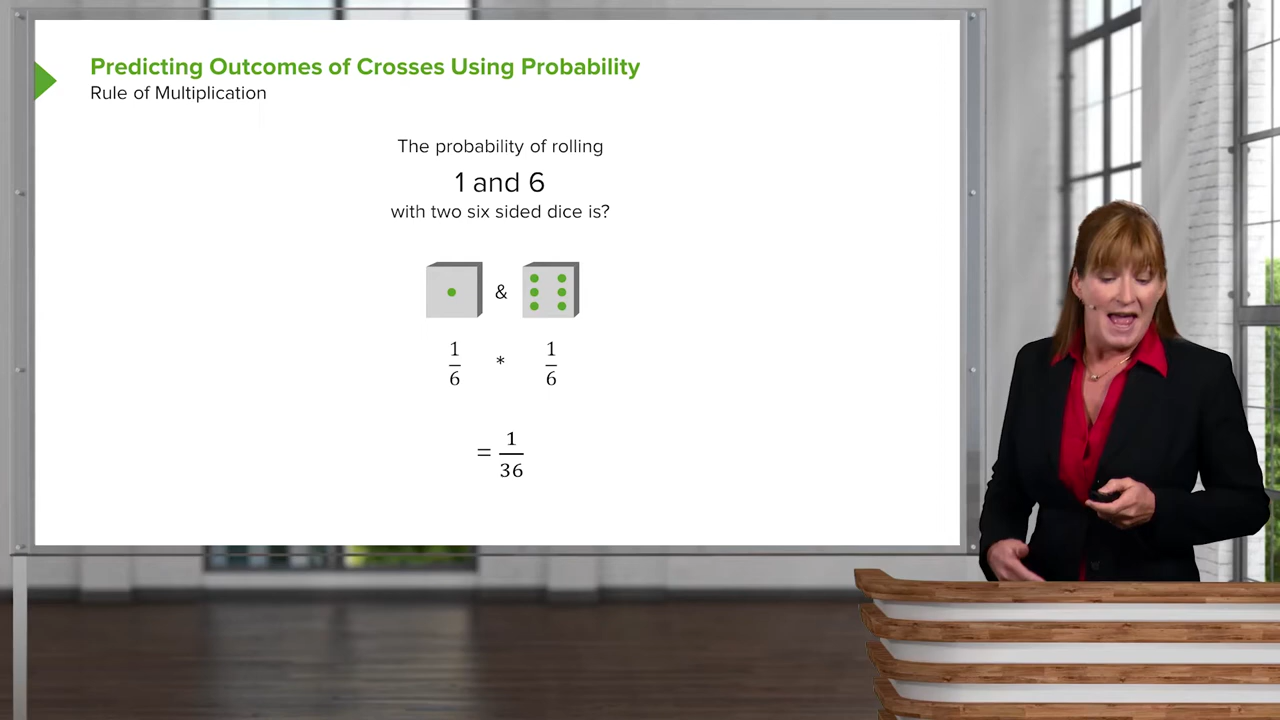 Predicting Outcomes of Crosses Using Probability
Rule of Multiplication
The probability of rolling
1 and 6
with two six sided dice is?
&
1/6 * 1/6
= 1/36